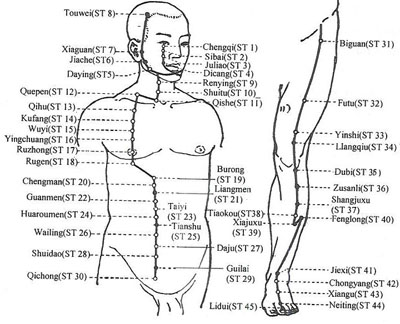 Touwei(ST 8)
Xiaguan(ST 7)
Jiache(ST6)
Daying(ST5)
Quepen(ST 12)
Qihu(ST 13)
Kufang(ST 14)
Wuyi(ST 15)
Yingchuang(ST 16)
Ruzhong(ST 17)
Rugen(ST 18)
Chengman(ST 20)
Guanmen(ST 22)
Huaroumen(ST 24)
Wailing(ST 26)
Shuidao(ST 28)
Qichong(ST 30)
Chengqi(ST 1)
Sibai(ST 2)
Juliao(ST 3)
Dicang(ST 4)
Renying(ST 9)
Shuitu(ST 10)
Qishe(ST 11)
Burong
(ST 19)
Liangmen
(ST 21)
Taiyi
(ST 23)
Tianshu
(ST 25)
Daju(ST 27)
Guilai
(ST 29)
Biguan(ST 31)
Futu(ST 32)
Yinshi(ST 33)
Llangqiu(ST 34)
Dubi(ST 35)
Zusanli(ST 36)
Shangjuxu
(ST 37)
Tiaokou(ST38)
Xiajuxu
(ST 39)
Fenglong(ST 40)
Jiexi(ST 41)
Chongyang(ST 42)
Xiangu(ST 43)
Neiting(ST 44)
Lidui(ST 45)